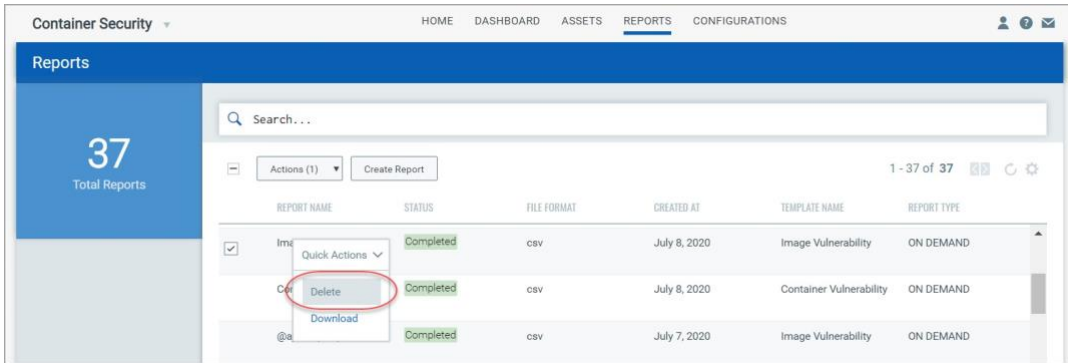 Container Security HOME DASHBOARD ASSETS REPORTS CONFIGURATIONS
Reports
Search...
37
Total Reports
Actions (1) Create Report 1 - 37 of 37
REPORT NAME STATUS FILE FORMAT CREATED AT TEMPLATE NAME REPORT TYPE
Completed csv July 8, 2020 Image Vulnerability ON DEMAND
Quick Actions
Delete
Completed csv July 8, 2020 Container Vulnerability ON DEMAND
Download
Completed csv July 7, 2020 Image Vulnerability ON DEMAND